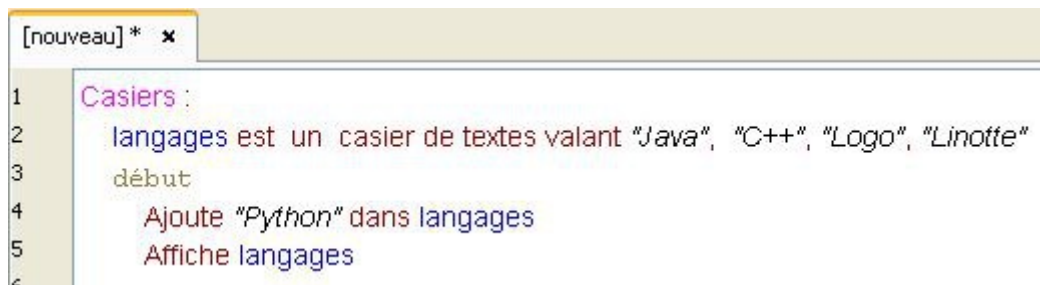 [nouveau] * ×
1 Casiers :
2 langages est un casier de textes valant "Java", "C++", "Logo", "Linotte"
3 début
4 Ajoute "Python" dans langages
5 Affiche langages